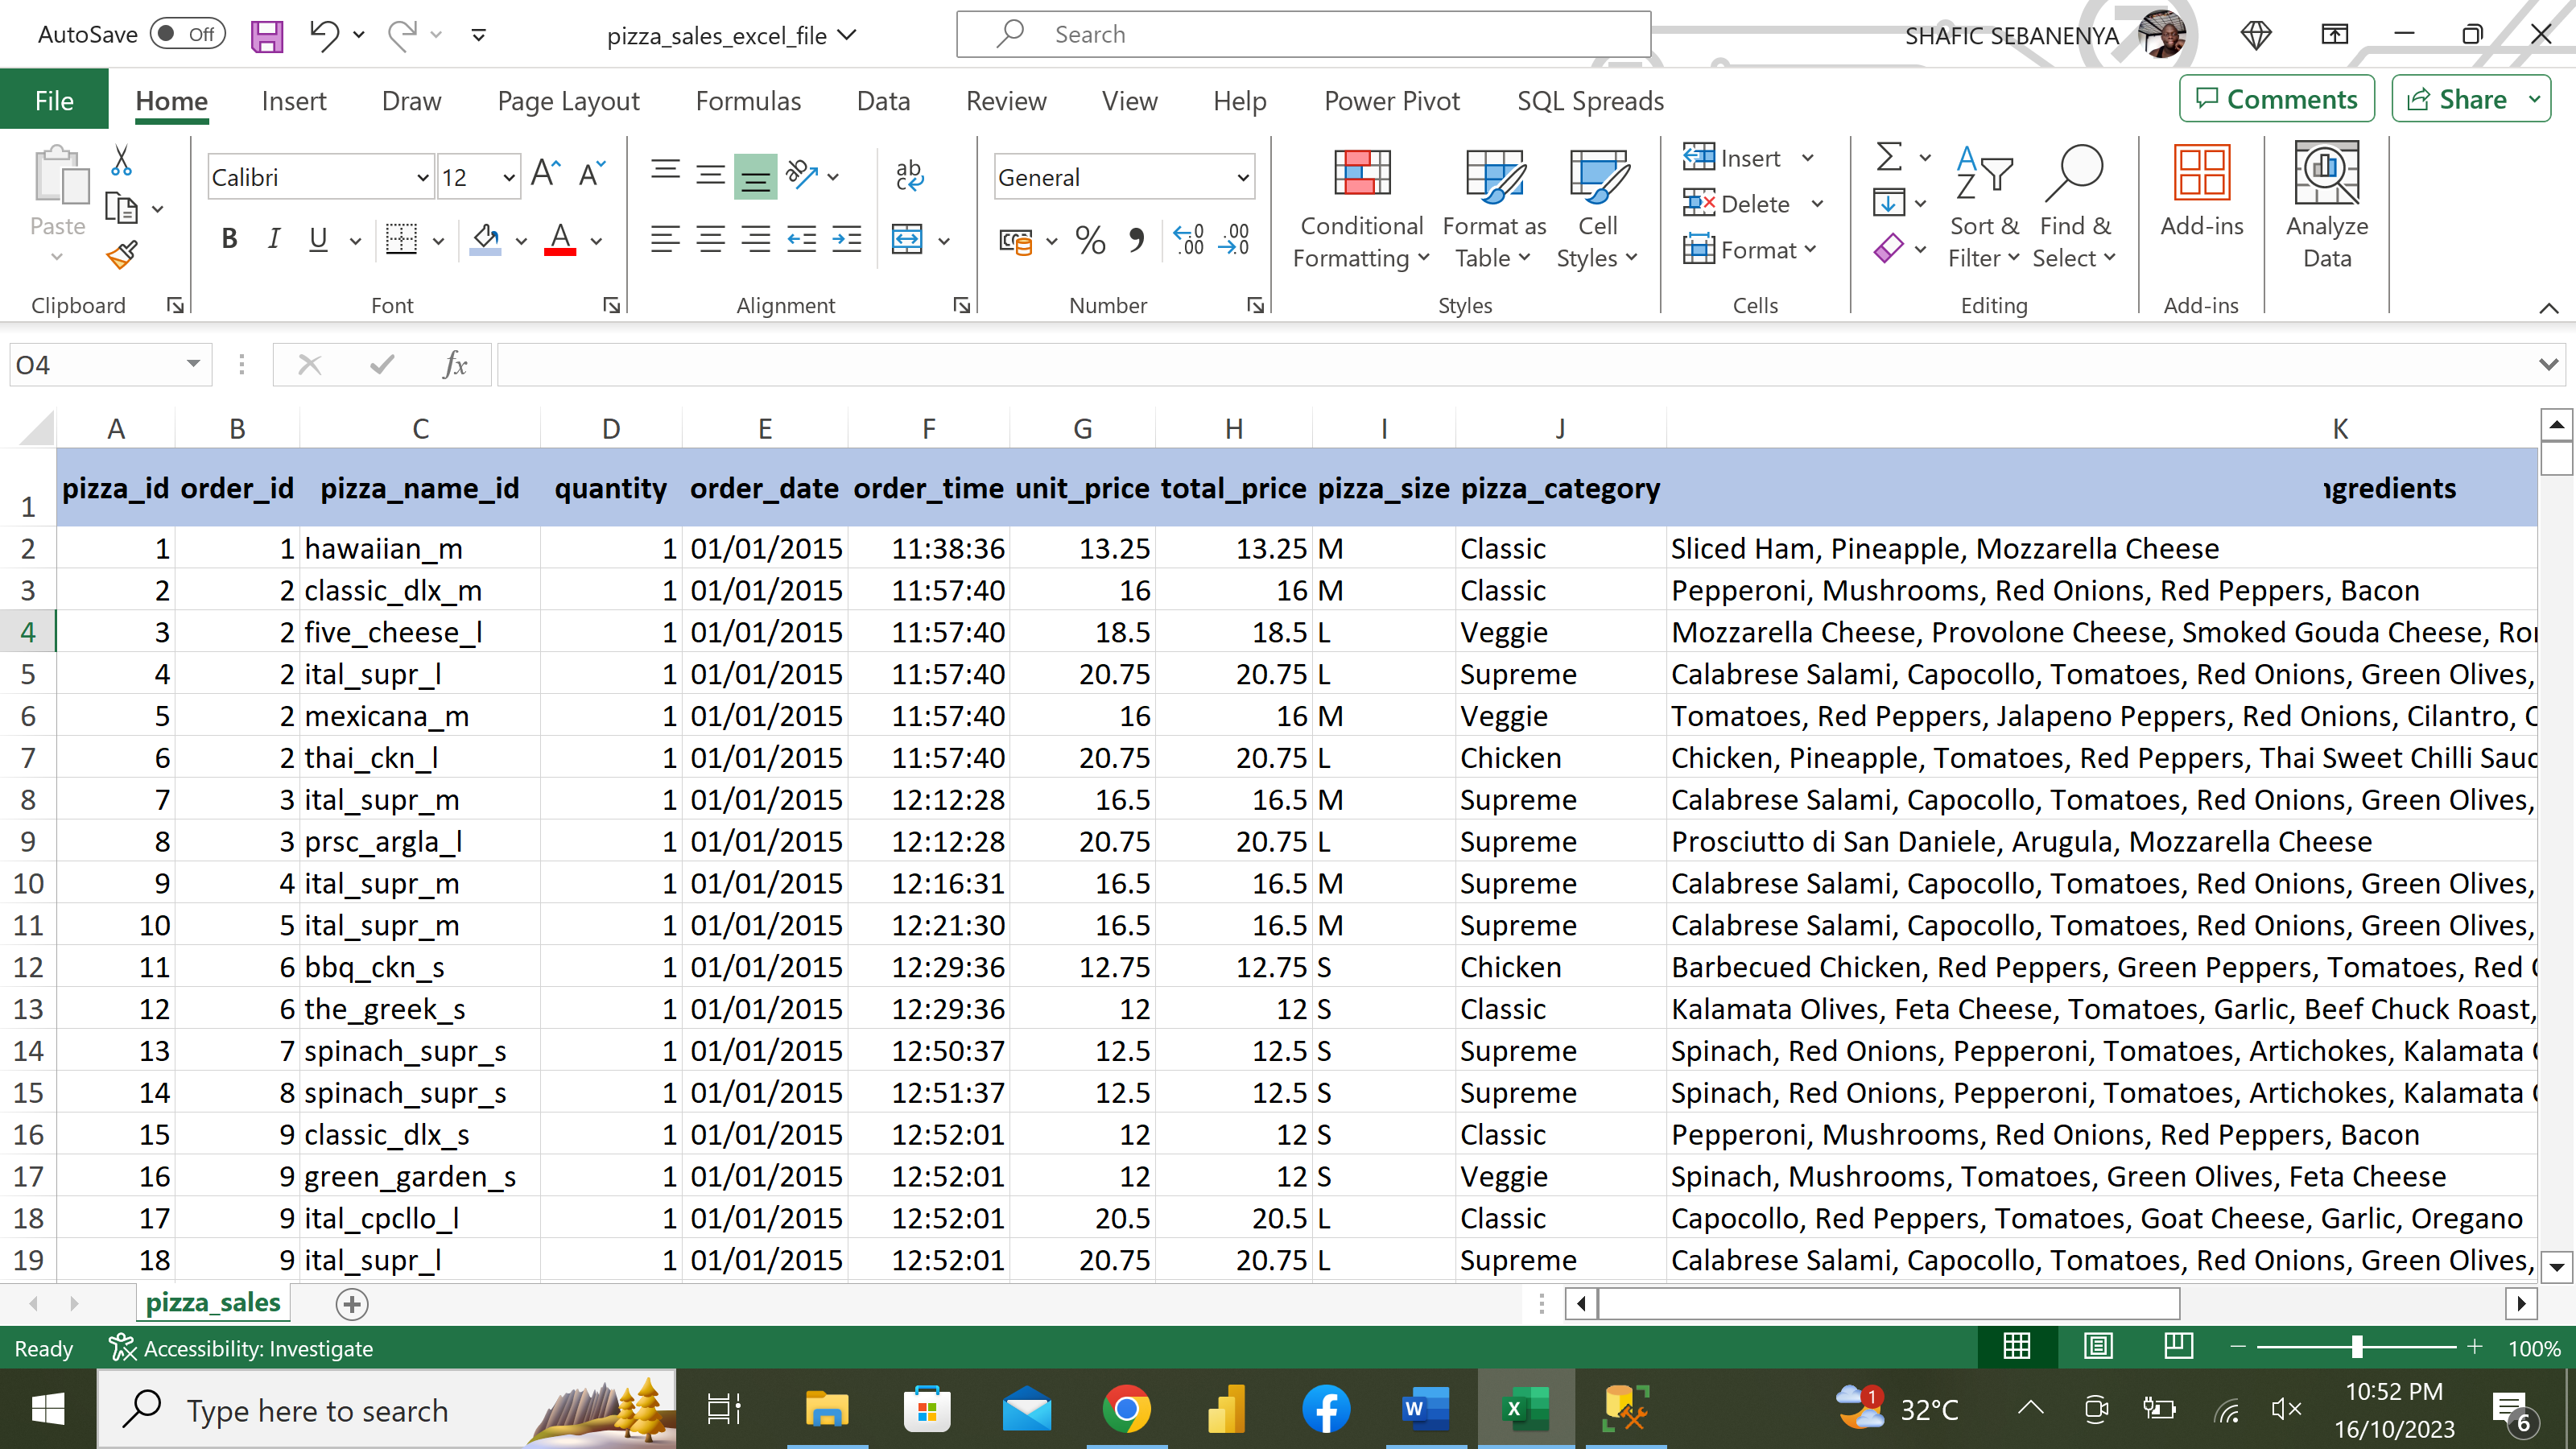 AutoSave Off pizza_sales_excel_file Search SHAFIC SEBANENYA
File Home Insert Draw Page Layout Formulas Data Review View Help Power Pivot SQL Spreads Comments Share
Paste Calibri 12 General Conditional Formatting Format as Table Cell Styles Insert Delete Format Sort & Filter Find & Select Add-ins Analyze Data
Clipboard Font Alignment Number Styles Cells Editing Add-ins
O4 fx
A B C D E F G H I J K
1 pizza_id order_id pizza_name_id quantity order_date order_time unit_price total_price pizza_size pizza_category ngredients
2 1 1 hawaiian_m 1 01/01/2015 11:38:36 13.25 13.25 M Classic Sliced Ham, Pineapple, Mozzarella Cheese
3 2 2 classic_dlx_m 1 01/01/2015 11:57:40 16 16 M Classic Pepperoni, Mushrooms, Red Onions, Red Peppers, Bacon
4 3 2 five_cheese_l 1 01/01/2015 11:57:40 18.5 18.5 L Veggie Mozzarella Cheese, Provolone Cheese, Smoked Gouda Cheese,
5 4 2 ital_supr_l 1 01/01/2015 11:57:40 20.75 20.75 L Supreme Calabrese Salami, Capocollo, Tomatoes, Red Onions, Green Olives,
6 5 2 mexicana_m 1 01/01/2015 11:57:40 16 16 M Veggie Tomatoes, Red Peppers, Jalapeno Peppers, Red Onions, Cilantro,
7 6 2 thai_ckn_l 1 01/01/2015 11:57:40 20.75 20.75 L Chicken Chicken, Pineapple, Tomatoes, Red Peppers, Thai Sweet Chilli
8 7 3 ital_supr_m 1 01/01/2015 12:12:28 16.5 16.5 M Supreme Calabrese Salami, Capocollo, Tomatoes, Red Onions, Green Olives,
9 8 3 prsc_argla_l 1 01/01/2015 12:12:28 20.75 20.75 L Supreme Prosciutto di San Daniele, Arugula, Mozzarella Cheese
10 9 4 ital_supr_m 1 01/01/2015 12:16:31 16.5 16.5 M Supreme Calabrese Salami, Capocollo, Tomatoes, Red Onions, Green Olives,
11 10 5 ital_supr_m 1 01/01/2015 12:21:30 16.5 16.5 M Supreme Calabrese Salami, Capocollo, Tomatoes, Red Onions, Green Olives,
12 11 6 bbq_ckn_s 1 01/01/2015 12:29:36 12.75 12.75 S Chicken Barbecued Chicken, Red Peppers, Green Peppers, Tomatoes, Red
13 12 6 the_greek_s 1 01/01/2015 12:29:36 12 12 S Classic Kalamata Olives, Feta Cheese, Tomatoes, Garlic, Beef Chuck Roast,
14 13 7 spinach_supr_s 1 01/01/2015 12:50:37 12.5 12.5 S Supreme Spinach, Red Onions, Pepperoni, Tomatoes, Artichokes, Kalamata
15 14 8 spinach_supr_s 1 01/01/2015 12:51:37 12.5 12.5 S Supreme Spinach, Red Onions, Pepperoni, Tomatoes, Artichokes, Kalamata
16 15 9 classic_dlx_s 1 01/01/2015 12:52:01 12 12 S Classic Pepperoni, Mushrooms, Red Onions, Red Peppers, Bacon
17 16 9 green_garden_s 1 01/01/2015 12:52:01 12 12 S Veggie Spinach, Mushrooms, Tomatoes, Green Olives, Feta Cheese
18 17 9 ital_cpcllo_l 1 01/01/2015 12:52:01 20.5 20.5 L Classic Capocollo, Red Peppers, Tomatoes, Goat Cheese, Garlic, Oregano
19 18 9 ital_supr_l 1 01/01/2015 12:52:01 20.75 20.75 L Supreme Calabrese Salami, Capocollo, Tomatoes, Red Onions, Green Olives,
pizza_sales
Ready Accessibility: Investigate 100%
Type here to search 1 32°C 10:52 PM
16/10/2023 6